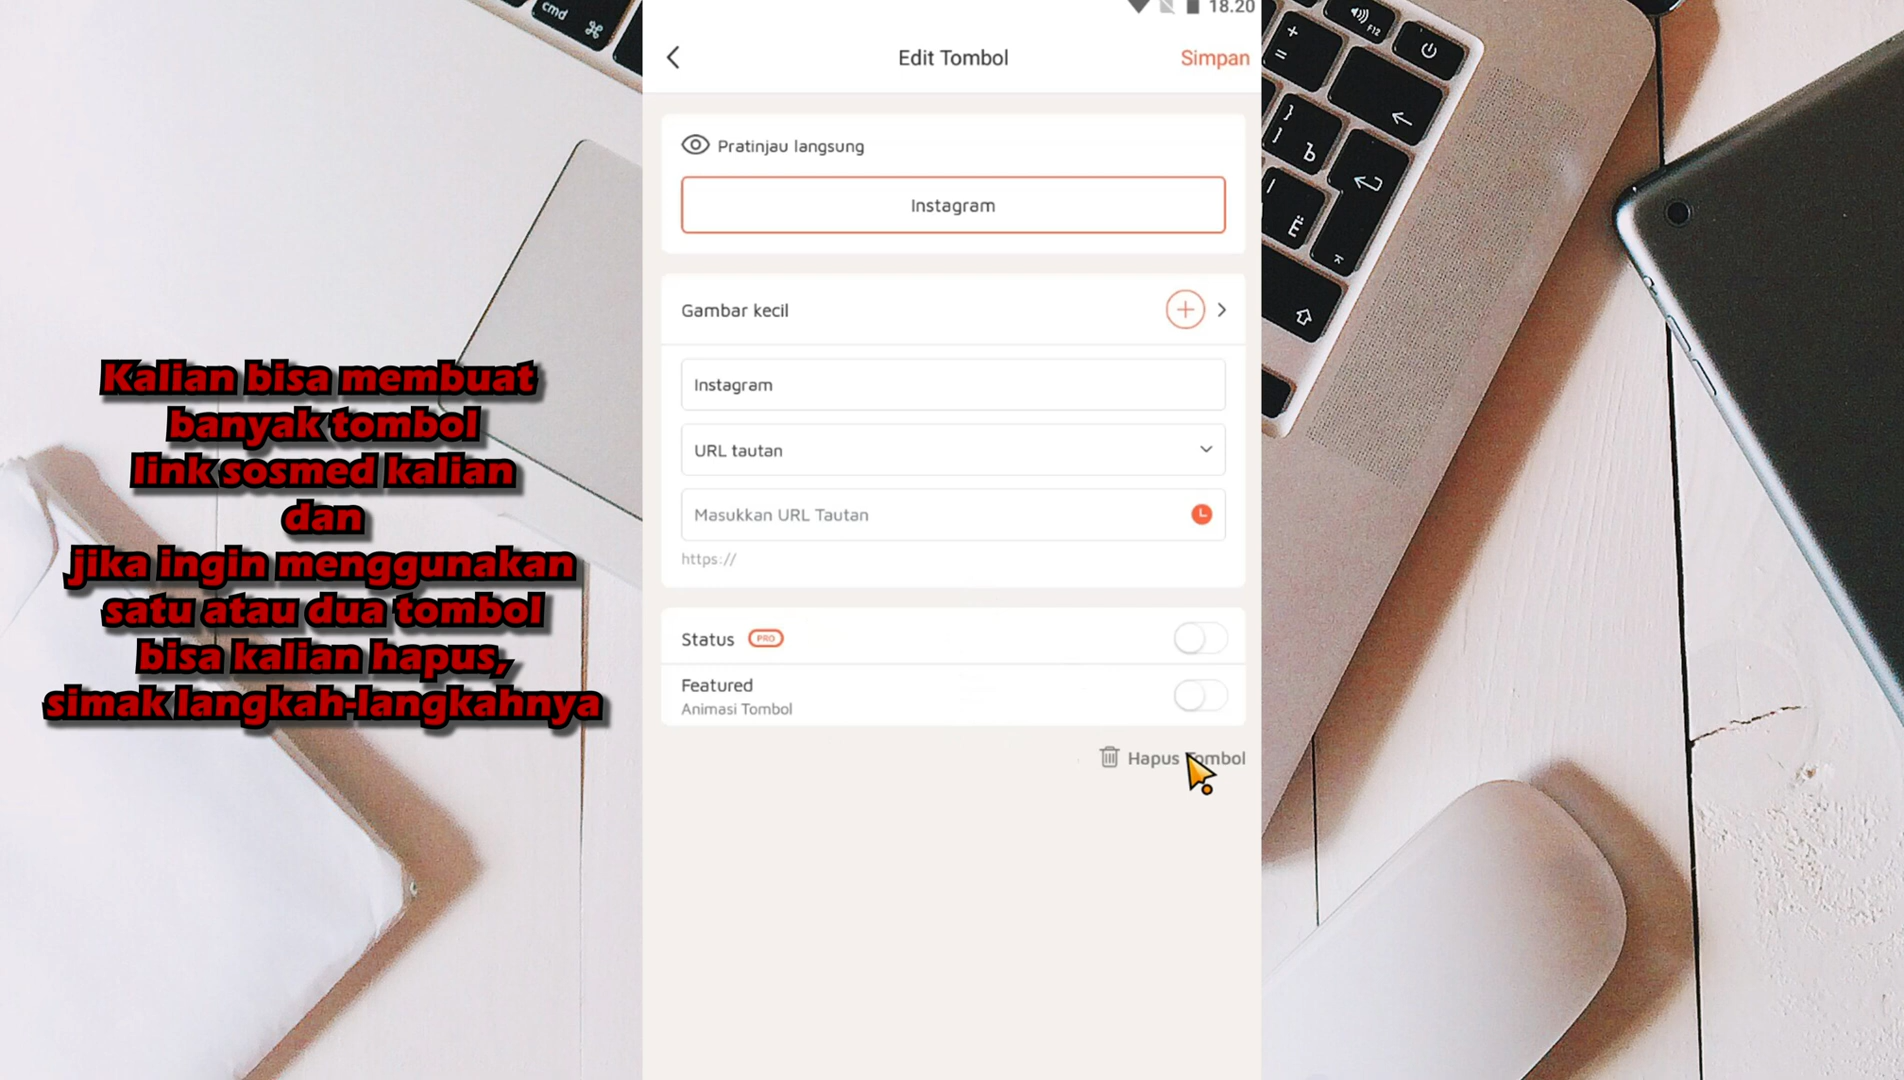 cmd
⌘
18.20
Edit Tombol
Simpan
Pratinjau langsung
Instagram
Gambar kecil
Instagram
URL tautan
Masukkan URL Tautan
https://
Status PRO
Featured
Animasi Tombol
Hapus Tombol
Kalian bisa membuat
banyak tombol
link sosmed kalian
dan
jika ingin menggunakan
satu atau dua tombol
bisa kalian hapus,
simak langkah-langkahnya
+
=
F12
}
]
Ъ
Ё